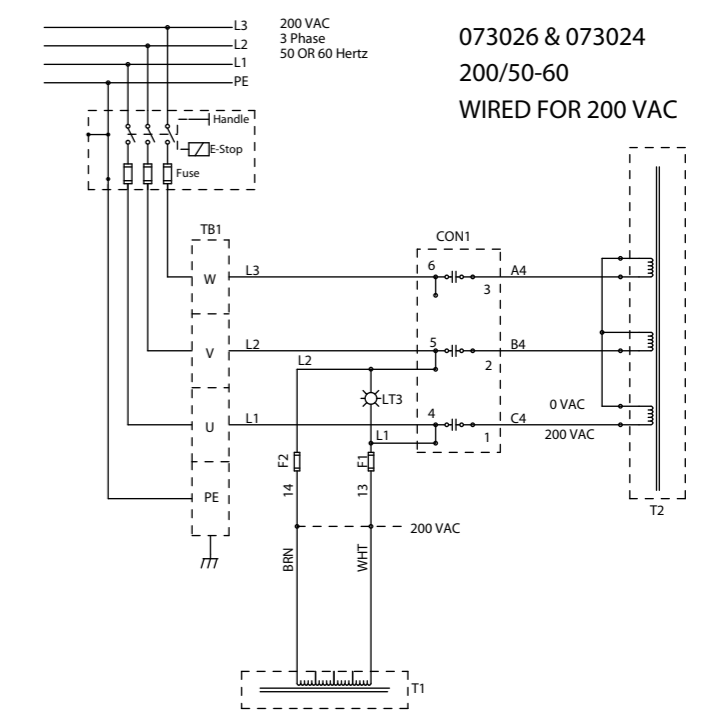 L3
L2
L1
PE
200 VAC
3 Phase
50 OR 60 Hertz
073026 & 073024
200/50-60
WIRED FOR 200 VAC
Handle
E-Stop
Fuse
TB1
CON1
W
L3
6
3
A4
V
L2
5
2
B4
L2
LT3
U
L1
4
1
C4
0 VAC
200 VAC
L1
F2
F1
14
13
PE
T2
200 VAC
BRN
WHT
T1